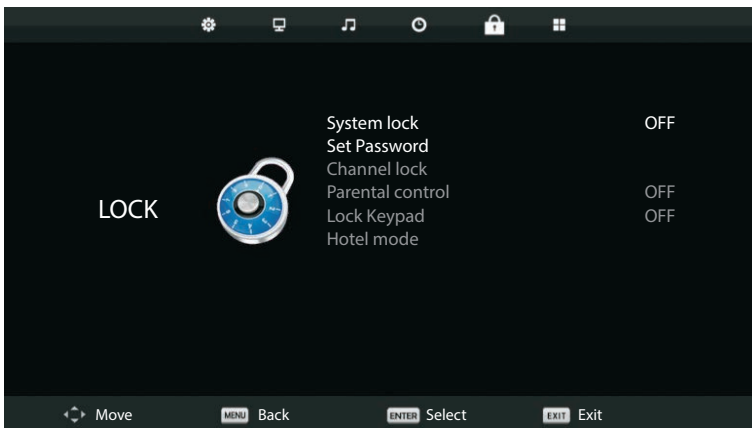 System lock OFF
Set Password
Channel lock
Parental control OFF
LOCK
Lock Keypad OFF
Hotel mode
Move MENU Back ENTER Select EXIT Exit